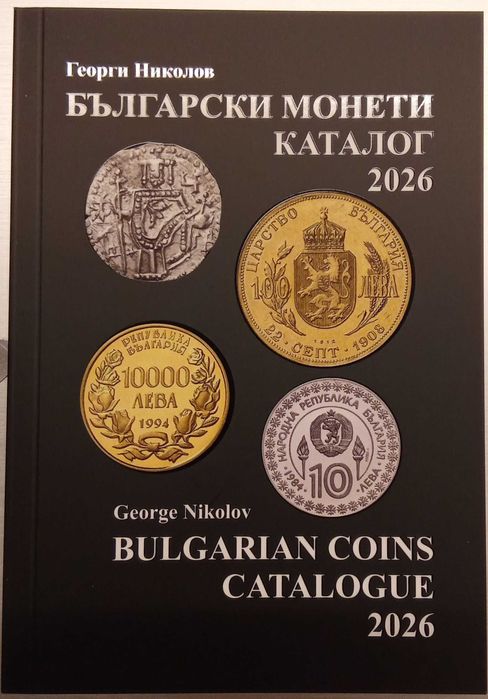 Георги Николов
БЪЛГАРСКИ МОНЕТИ
КАТАЛОГ
2026
ЦАРСТВО БЪЛГАРИЯ
100 ЛЕВА
1912
22. СЕПТ. 1908
РЕПУБЛИКА
БЪЛГАРИЯ
10000
ЛЕВА
1994
НАРОДНА РЕПУБЛИКА БЪЛГАРИЯ
·1984·
10
·ЛЕВА·
George Nikolov
BULGARIAN COINS
CATALOGUE
2026